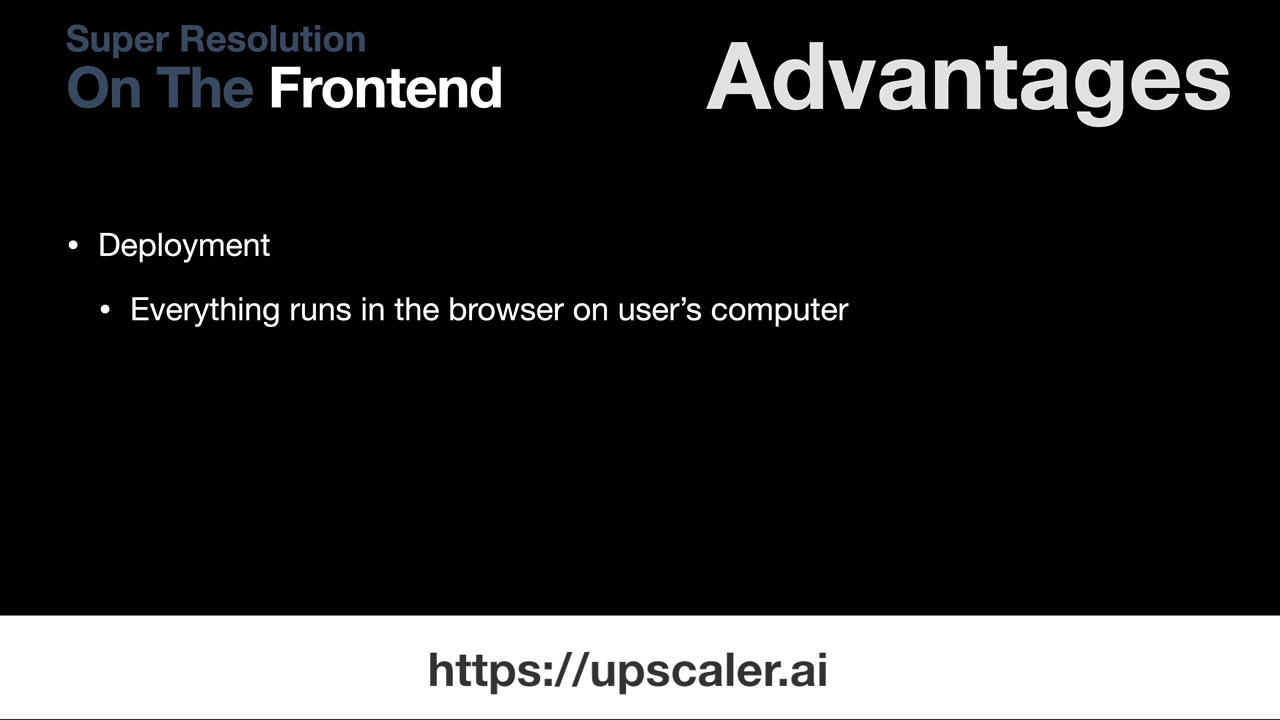 Super Resolution
On The Frontend
Advantages
• Deployment
• Everything runs in the browser on user’s computer
https://upscaler.ai